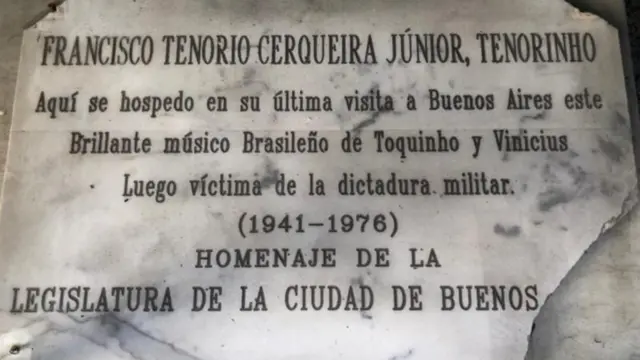 FRANCISCO TENORIO CERQUEIRA JÚNIOR, TENORINHO
Aquí se hospedo en su última visita a Buenos Aires este
Brillante músico Brasileño de Toquinho y Vinicius
Luego víctima de la dictadura militar.
(1941-1976)
HOMENAJE DE LA
LEGISLATURA DE LA CIUDAD DE BUENOS